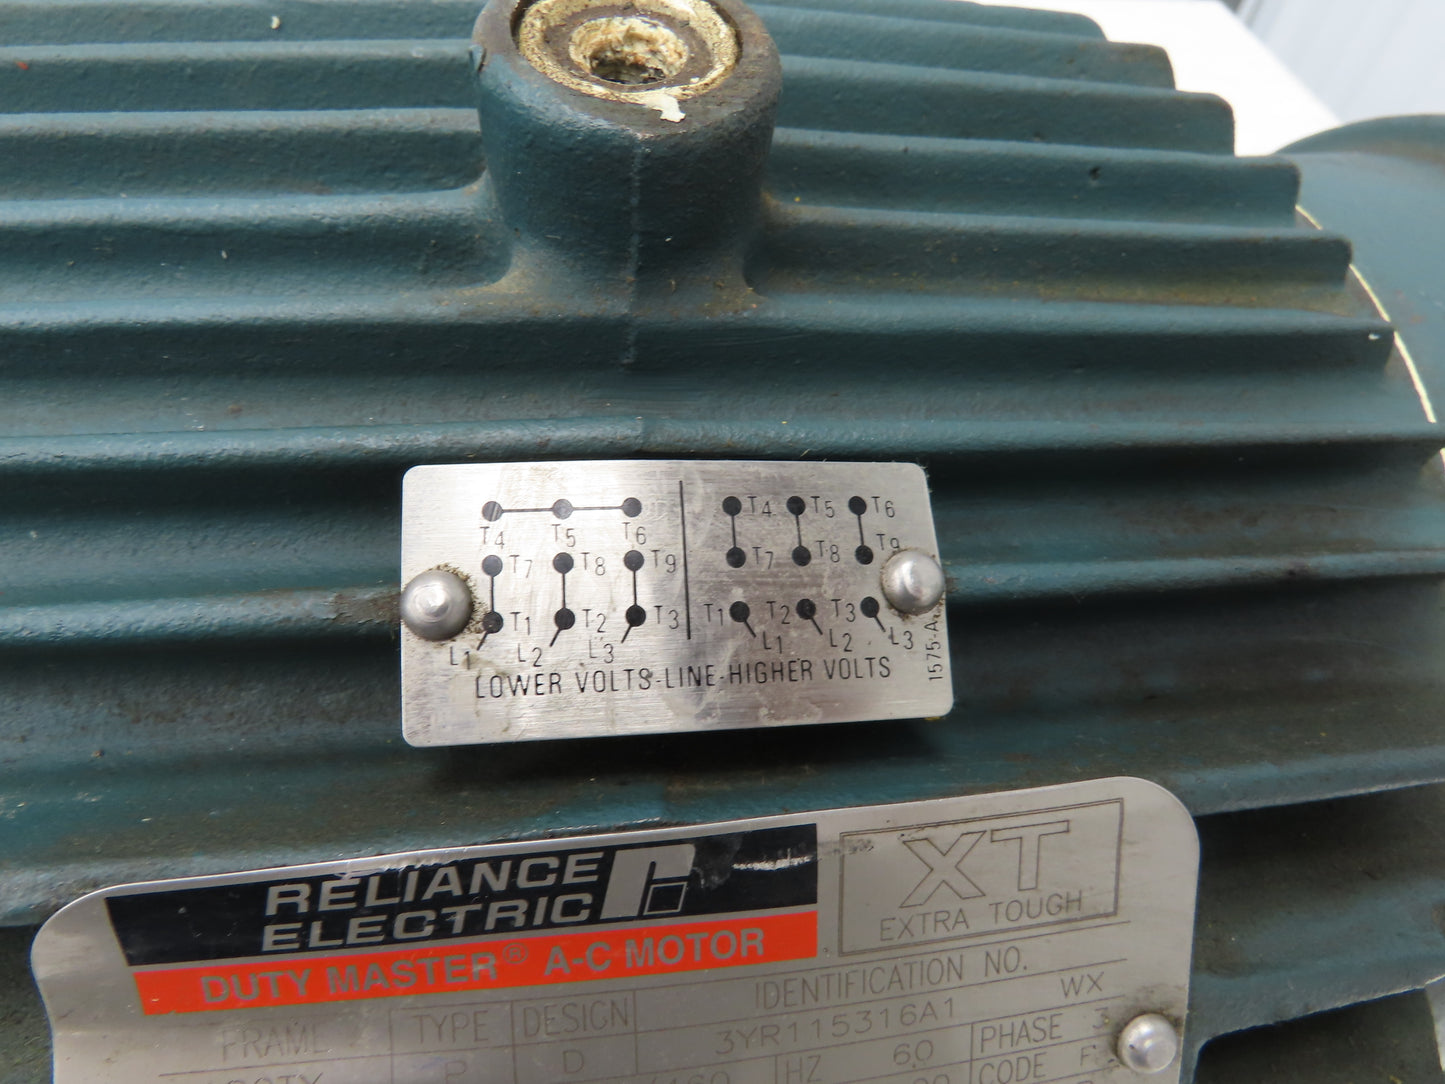 T4 T5 T6
T7 T8 T9
T1 T2 T3
L1 L2 L3
T4 T5 T6
T7 T8 T9
T1 T2 T3
L1 L2 L3
LOWER VOLTS-LINE-HIGHER VOLTS
1575-A
RELIANCE
ELECTRIC
DUTY MASTER® A-C MOTOR
XT
EXTRA TOUGH
IDENTIFICATION NO.
FRAME TYPE DESIGN 3YR115316A1 WX
P D HZ 60 PHASE 3
CODE